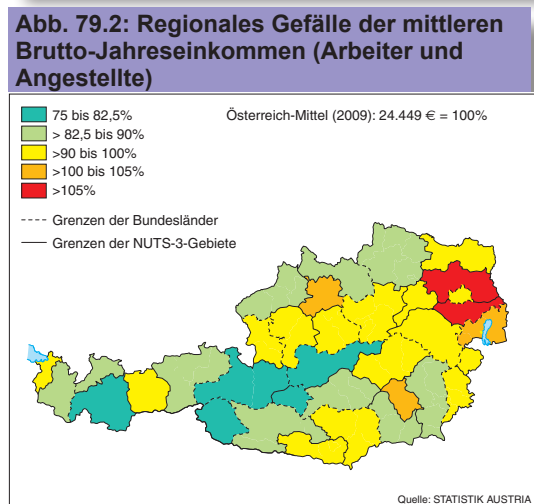 Abb. 79.2: Regionales Gefälle der mittleren
Brutto-Jahreseinkommen (Arbeiter und
Angestellte)
75 bis 82,5%
> 82,5 bis 90%
>90 bis 100%
>100 bis 105%
>105%
Grenzen der Bundesländer
Grenzen der NUTS-3-Gebiete
Österreich-Mittel (2009): 24.449 € = 100%
Quelle: STATISTIK AUSTRIA